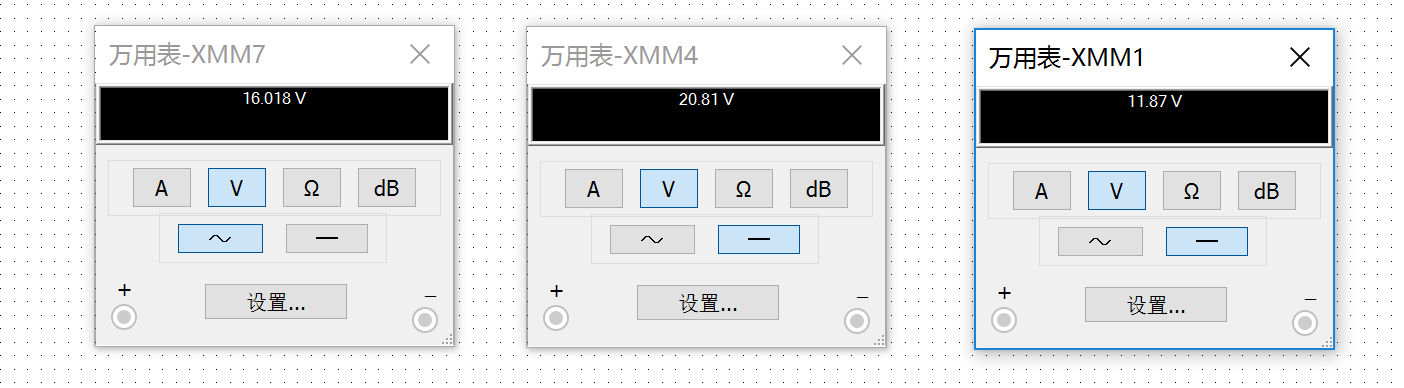 万用表-XMM7
16.018 V
A V Ω dB
设置...
+ –
万用表-XMM4
20.81 V
A V Ω dB
设置...
+ –
万用表-XMM1
11.87 V
A V Ω dB
设置...
+ –